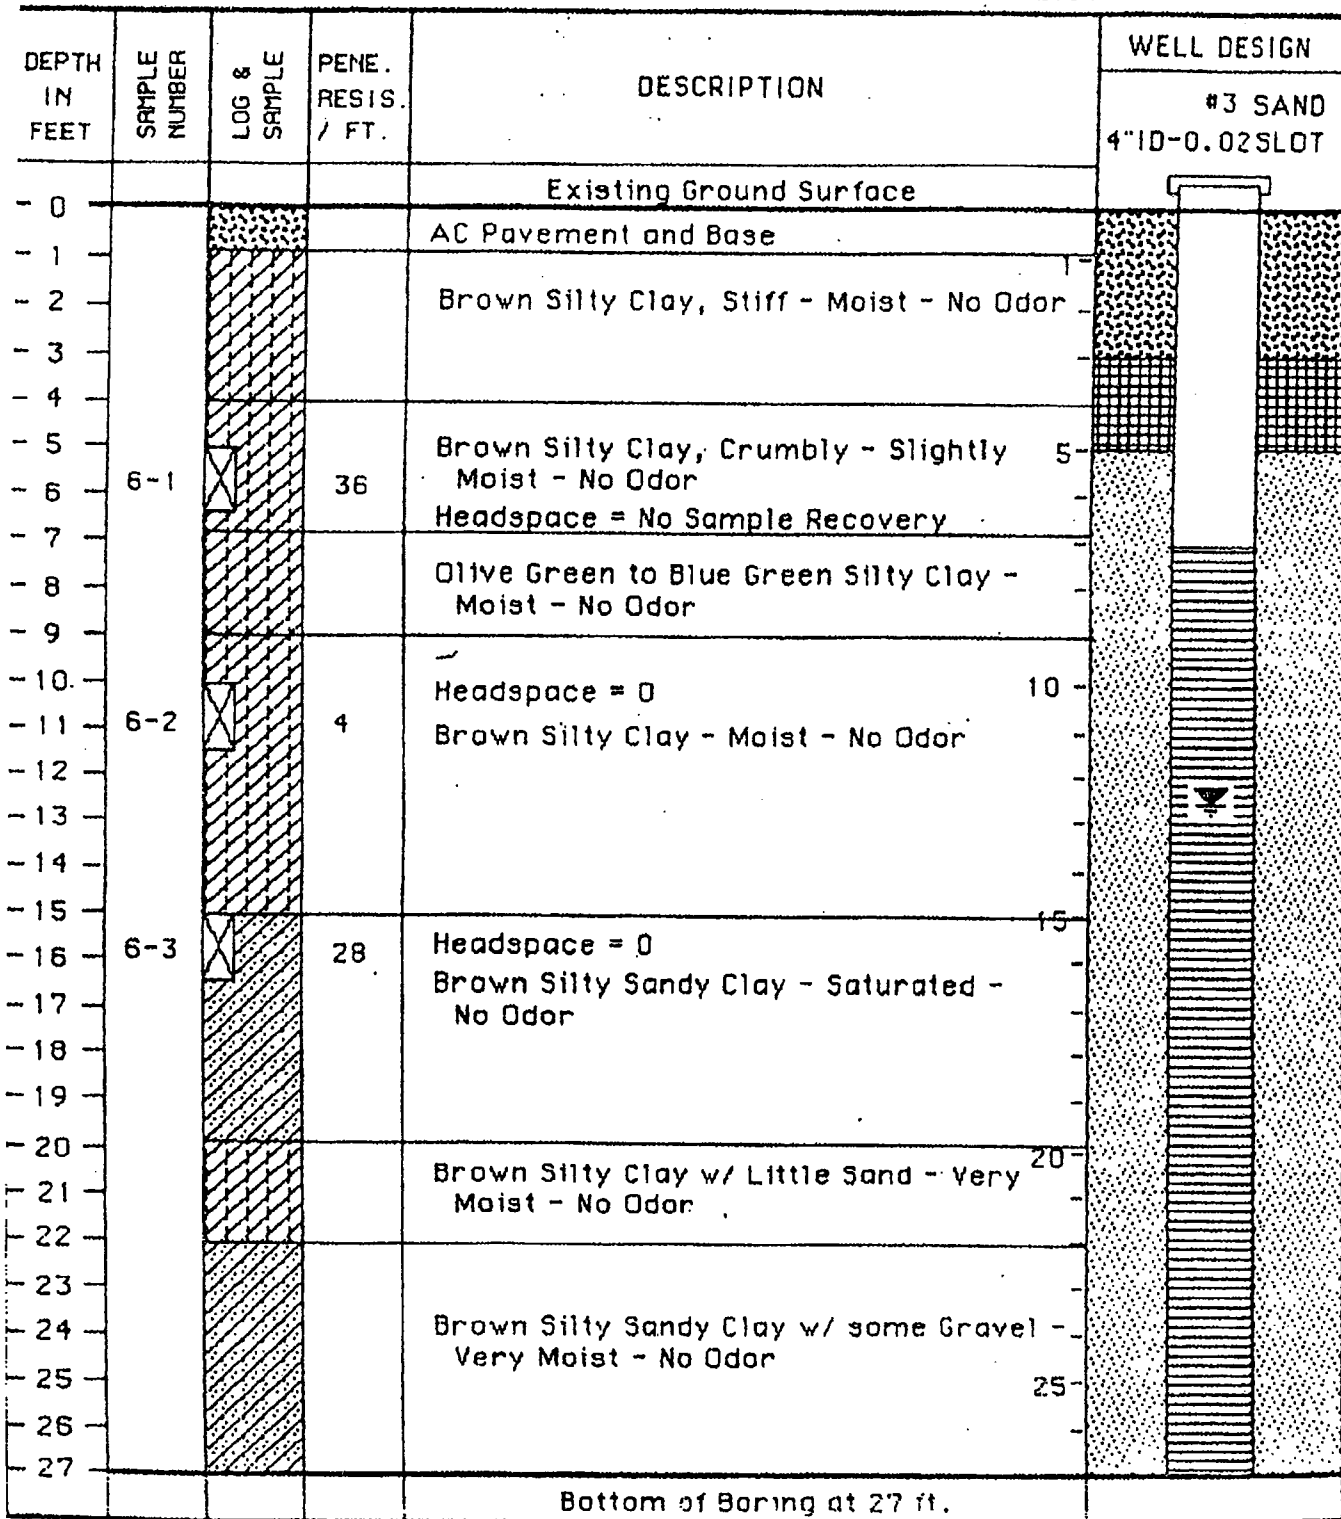 DEPTH IN FEET
SAMPLE NUMBER
LOG & SAMPLE
PENE. RESIS. / FT.
DESCRIPTION
WELL DESIGN
#3 SAND
4"ID-0.02SLOT
Existing Ground Surface
0
AC Pavement and Base
1
1
Brown Silty Clay, Stiff - Moist - No Odor
2
3
4
5
Brown Silty Clay, Crumbly - Slightly
5
6-1
36
Moist - No Odor
6
Headspace = No Sample Recovery
7
Olive Green to Blue Green Silty Clay -
8
Moist - No Odor
9
10
Headspace = 0
10
11
6-2
4
Brown Silty Clay - Moist - No Odor
12
13
14
15
15
16
6-3
28
Headspace = 0
Brown Silty Sandy Clay - Saturated -
17
No Odor
18
19
20
20
Brown Silty Clay w/ Little Sand - Very
21
Moist - No Odor
22
23
24
Brown Silty Sandy Clay w/ some Gravel -
Very Moist - No Odor
25
25
26
27
Bottom of Boring at 27 ft.